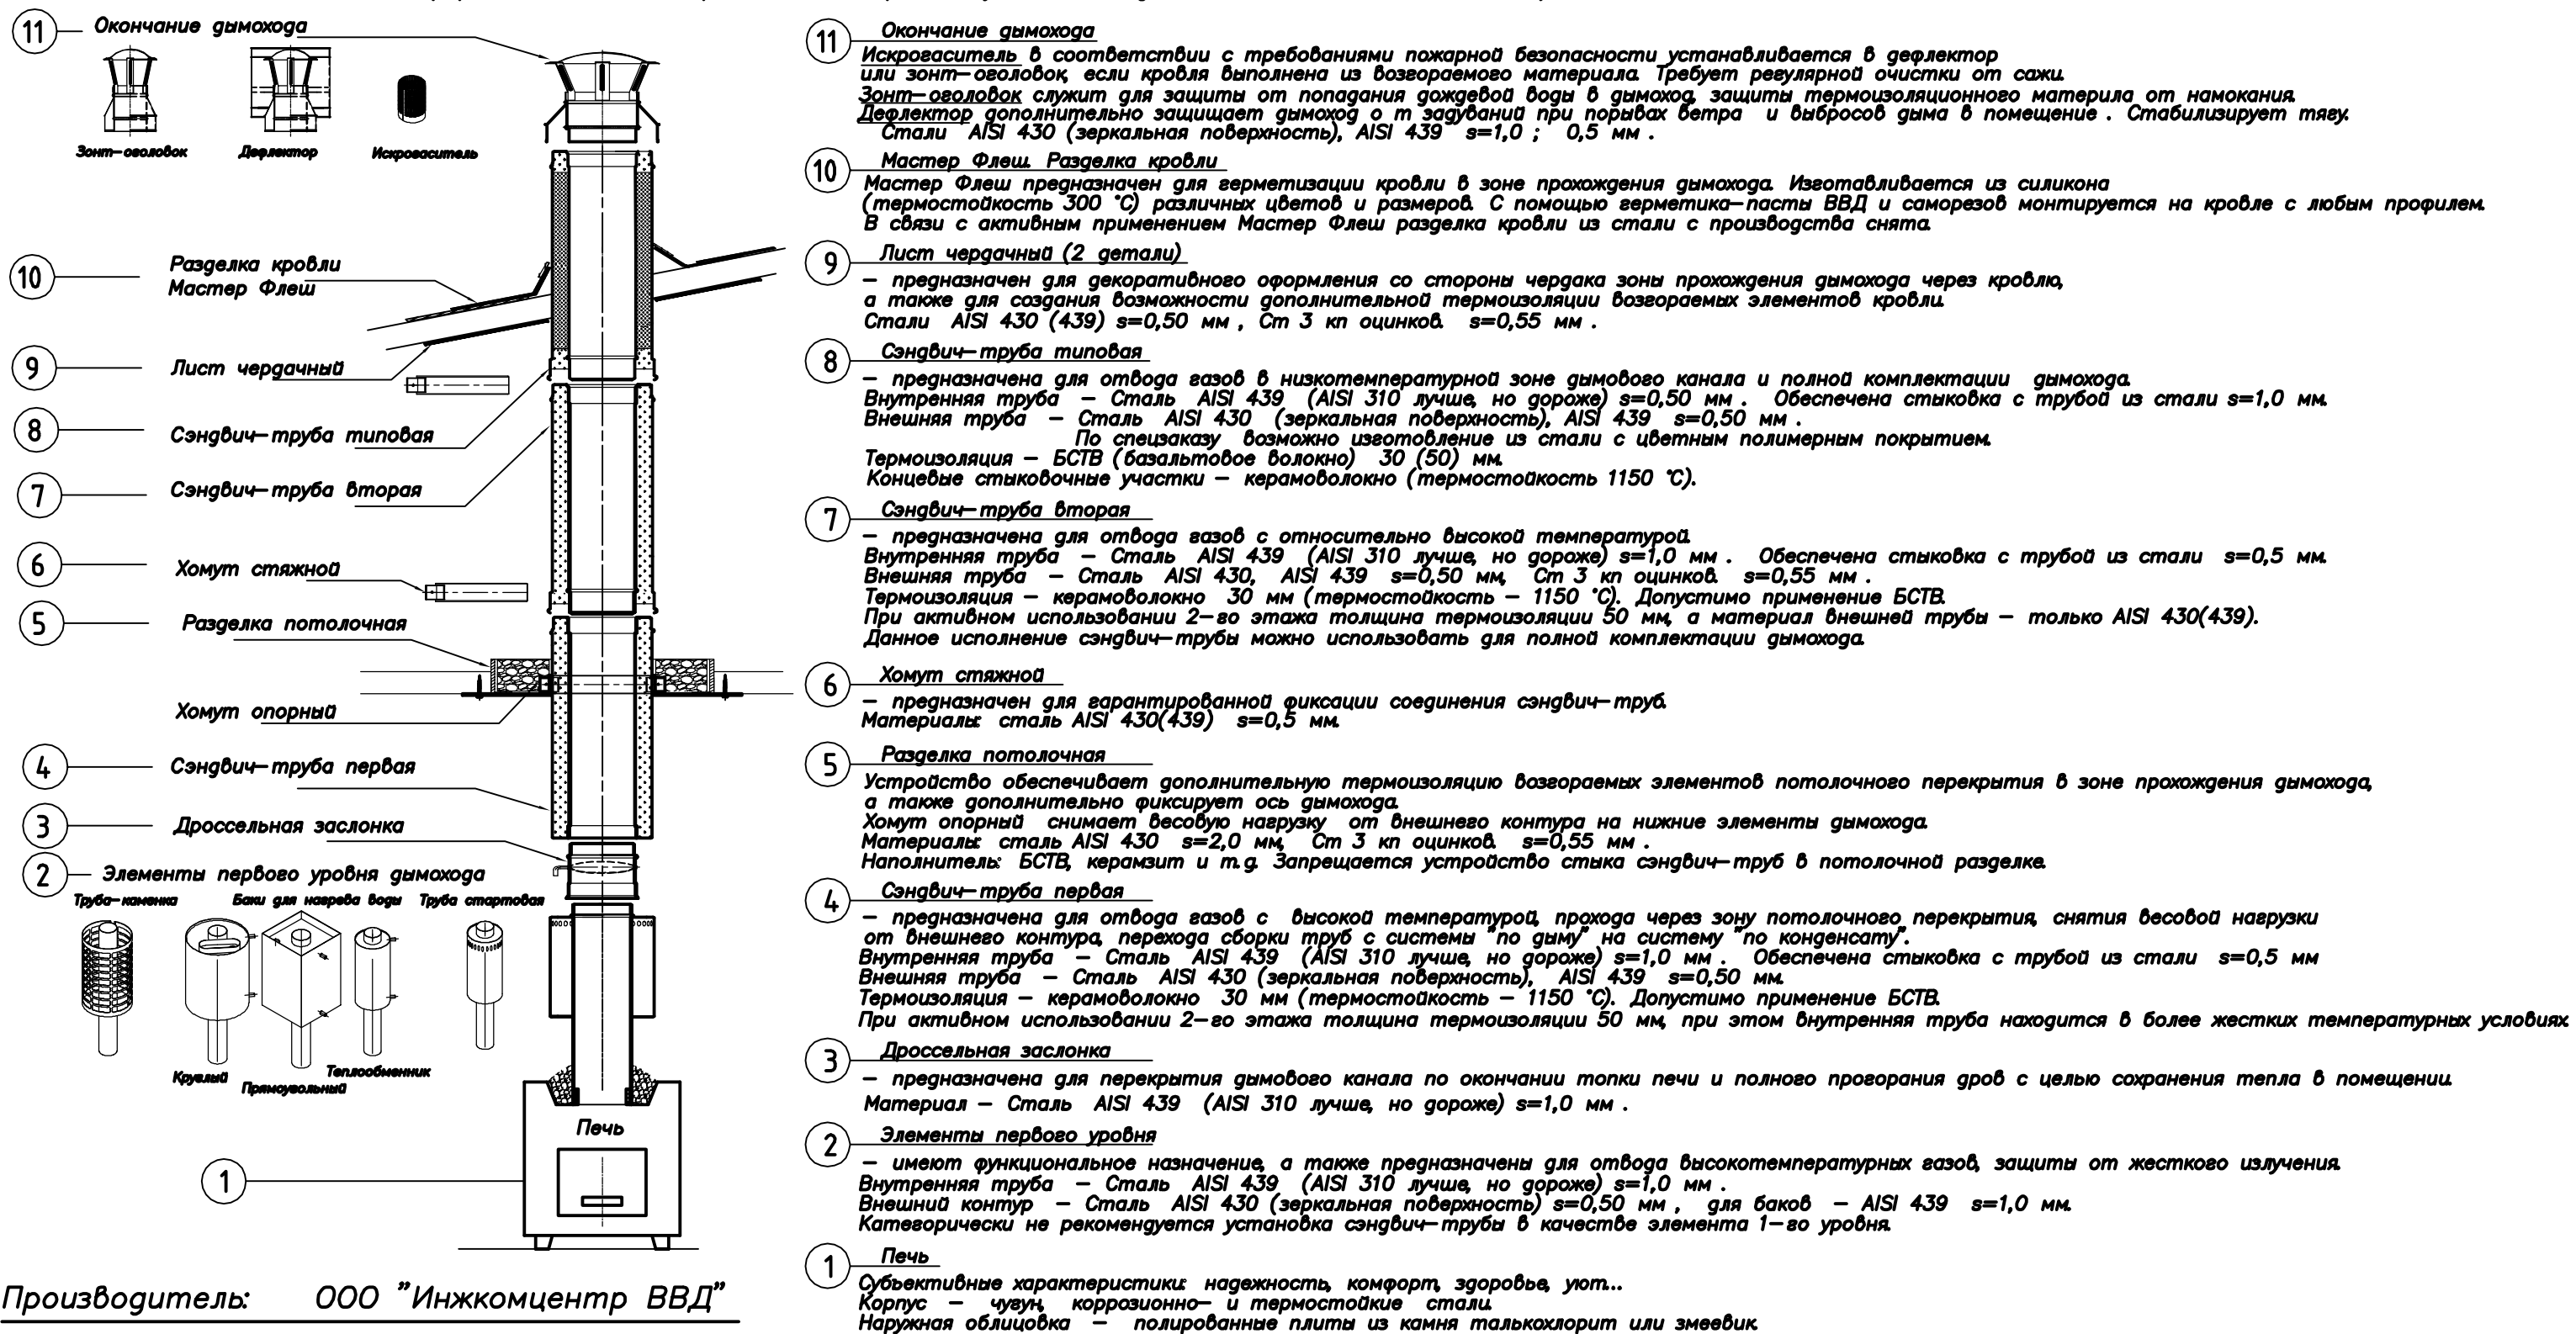 11 Окончание дымохода
Зонт-оголовок Дефлектор Искрогаситель
10 Разделка кровли
Мастер Флеш
9 Лист чердачный
8 Сэндвич-труба типовая
7 Сэндвич-труба вторая
6 Хомут стяжной
5 Разделка потолочная
Хомут опорный
4 Сэндвич-труба первая
3 Дроссельная заслонка
2 Элементы первого уровня дымохода
Труба-каменка Баки для нагрева воды Труба стартовая
Круглый Прямоугольный Теплообменник
Печь
1
Производитель: ООО "Инжкомцентр ВВД"
11 Окончание дымохода
Искрогаситель в соответствии с требованиями пожарной безопасности устанавливается в дефлектор
или зонт-оголовок, если кровля выполнена из возгораемого материала. Требует регулярной очистки от сажи.
Зонт-оголовок служит для защиты от попадания дождевой воды в дымоход, защиты термоизоляционного материла от намокания.
Дефлектор дополнительно защищает дымоход о т задуваний при порывах ветра и выбросов дыма в помещение . Стабилизирует тягу.
Стали AISI 430 (зеркальная поверхность), AISI 439 s=1,0 ; 0,5 мм .
10 Мастер Флеш. Разделка кровли
Мастер Флеш предназначен для герметизации кровли в зоне прохождения дымохода. Изготавливается из силикона
(термостойкость 300 °С) различных цветов и размеров. С помощью герметика-пасты ВВД и саморезов монтируется на кровле с любым профилем.
В связи с активным применением Мастер Флеш разделка кровли из стали с производства снята.
9 Лист чердачный (2 детали)
- предназначен для декоративного оформления со стороны чердака зоны прохождения дымохода через кровлю,
а также для создания возможности дополнительной термоизоляции возгораемых элементов кровли.
Стали AISI 430 (439) s=0,50 мм , Ст 3 кп оцинков. s=0,55 мм .
8 Сэндвич-труба типовая
- предназначена для отвода газов в низкотемпературной зоне дымового канала и полной комплектации дымохода.
Внутренняя труба - Сталь AISI 439 (AISI 310 лучше, но дороже) s=0,50 мм . Обеспечена стыковка с трубой из стали s=1,0 мм.
Внешняя труба - Сталь AISI 430 (зеркальная поверхность), AISI 439 s=0,50 мм .
По спецзаказу возможно изготовление из стали с цветным полимерным покрытием.
Термоизоляция - БСТВ (базальтовое волокно) 30 (50) мм.
Концевые стыковочные участки - керамоволокно (термостойкость 1150 °С).
7 Сэндвич-труба вторая
- предназначена для отвода газов с относительно высокой температурой.
Внутренняя труба - Сталь AISI 439 (AISI 310 лучше, но дороже) s=1,0 мм . Обеспечена стыковка с трубой из стали s=0,5 мм.
Внешняя труба - Сталь AISI 430, AISI 439 s=0,50 мм, Ст 3 кп оцинков. s=0,55 мм .
Термоизоляция - керамоволокно 30 мм (термостойкость - 1150 °С). Допустимо применение БСТВ.
При активном использовании 2-го этажа толщина термоизоляции 50 мм, а материал внешней трубы - только AISI 430(439).
Данное исполнение сэндвич-трубы можно использовать для полной комплектации дымохода.
6 Хомут стяжной
- предназначен для гарантированной фиксации соединения сэндвич-труб.
Материалы: сталь AISI 430(439) s=0,5 мм.
5 Разделка потолочная
Устройство обеспечивает дополнительную термоизоляцию возгораемых элементов потолочного перекрытия в зоне прохождения дымохода,
а также дополнительно фиксирует ось дымохода.
Хомут опорный снимает весовую нагрузку от внешнего контура на нижние элементы дымохода.
Материалы: сталь AISI 430 s=2,0 мм, Ст 3 кп оцинков. s=0,55 мм .
Наполнитель: БСТВ, керамзит и т.д. Запрещается устройство стыка сэндвич-труб в потолочной разделке.
4 Сэндвич-труба первая
- предназначена для отвода газов с высокой температурой, прохода через зону потолочного перекрытия, снятия весовой нагрузки
от внешнего контура, перехода сборки труб с системы "по дыму" на систему "по конденсату".
Внутренняя труба - Сталь AISI 439 (AISI 310 лучше, но дороже) s=1,0 мм . Обеспечена стыковка с трубой из стали s=0,5 мм
Внешняя труба - Сталь AISI 430 (зеркальная поверхность), AISI 439 s=0,50 мм.
Термоизоляция - керамоволокно 30 мм (термостойкость - 1150 °С). Допустимо применение БСТВ.
При активном использовании 2-го этажа толщина термоизоляции 50 мм, при этом внутренняя труба находится в более жестких температурных условиях.
3 Дроссельная заслонка
- предназначена для перекрытия дымового канала по окончании топки печи и полного прогорания дров с целью сохранения тепла в помещении.
Материал - Сталь AISI 439 (AISI 310 лучше, но дороже) s=1,0 мм .
2 Элементы первого уровня
- имеют функциональное назначение, а также предназначены для отвода высокотемпературных газов, защиты от жесткого излучения.
Внутренняя труба - Сталь AISI 439 (AISI 310 лучше, но дороже) s=1,0 мм .
Внешний контур - Сталь AISI 430 (зеркальная поверхность) s=0,50 мм , для баков - AISI 439 s=1,0 мм.
Категорически не рекомендуется установка сэндвич-трубы в качестве элемента 1-го уровня.
1 Печь
Субъективные характеристики: надежность, комфорт, здоровье, уют...
Корпус - чугун, коррозионно- и термостойкие стали.
Наружная облицовка - полированные плиты из камня талькохлорит или змеевик.